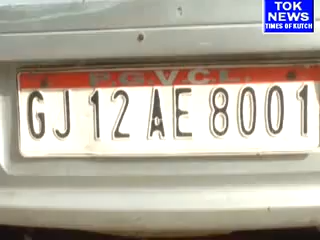 TOK
NEWS
TIMES OF KUTCH
P.G.V.C.L.
GJ 12 AE 8001